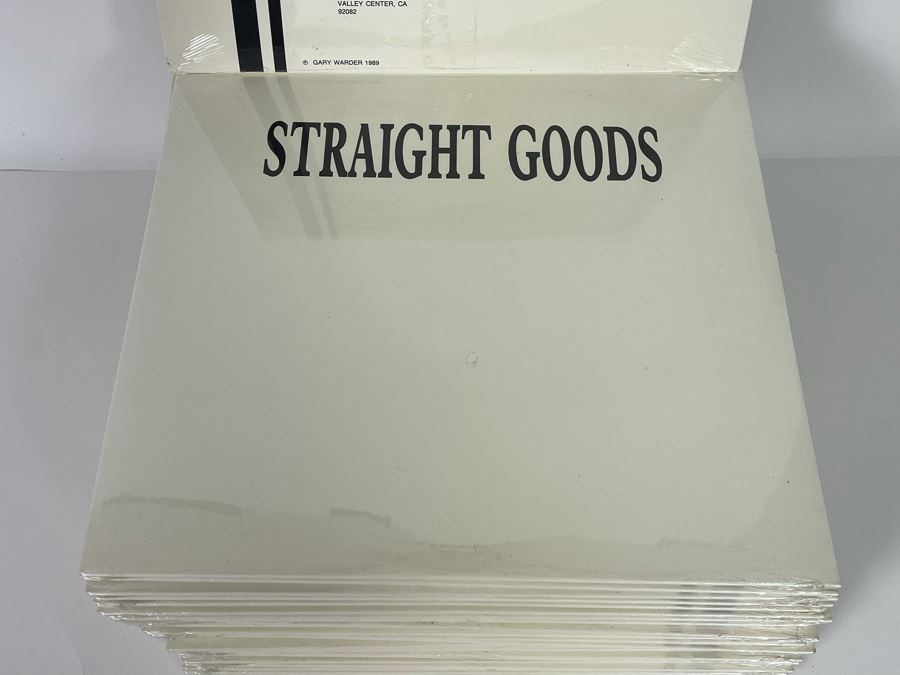 VALLEY CENTER, CA
92082
℗ GARY WARDER 1989
STRAIGHT GOODS